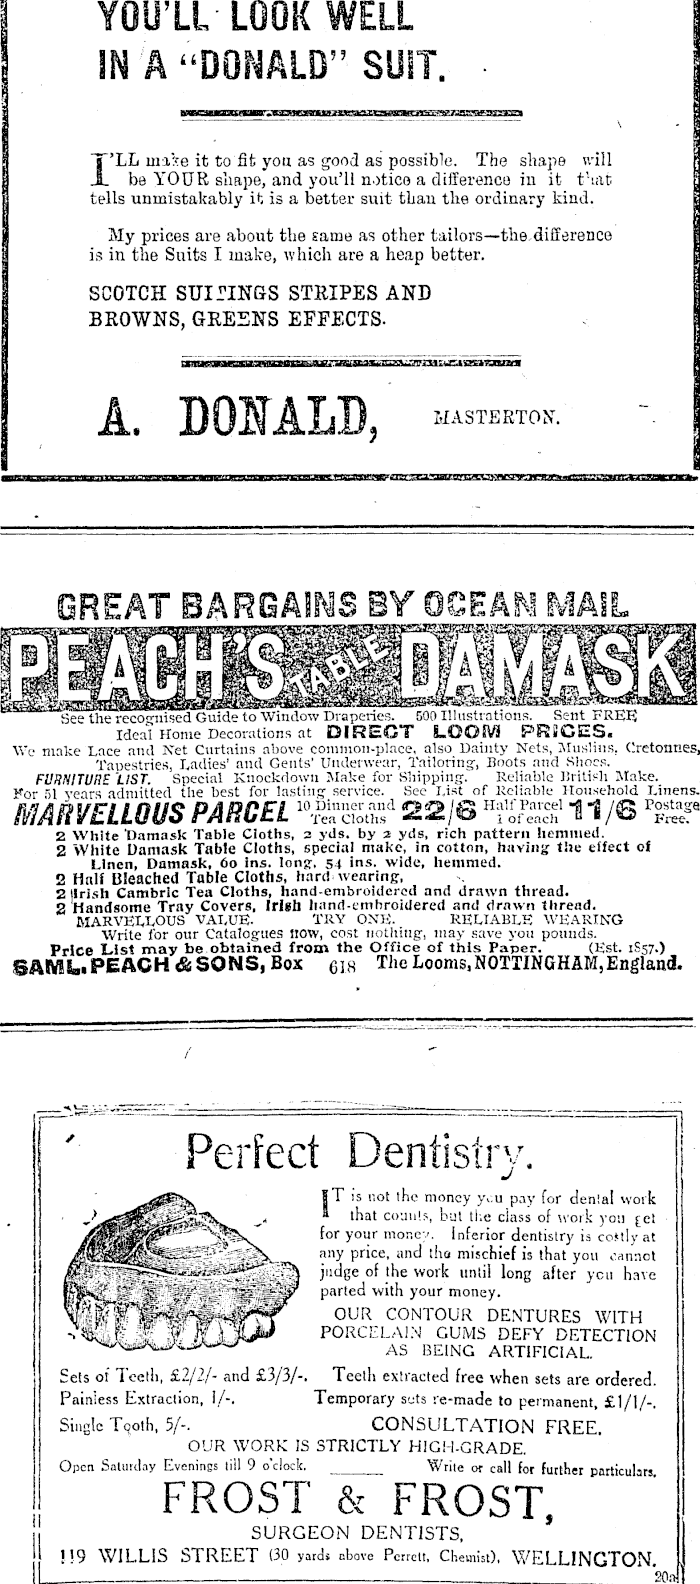 YOU'LL LOOK WELL
IN A "DONALD" SUIT.
I'LL make it to fit you as good as possible. The shape will
be YOUR shape, and you'll notice a difference in it that
tells unmistakably it is a better suit than the ordinary kind.
My prices are about the same as other tailors—the difference
is in the Suits I make, which are a heap better.
SCOTCH SUITINGS STRIPES AND
BROWNS, GREENS EFFECTS.
A. DONALD, MASTERTON.
GREAT BARGAINS BY OCEAN MAIL
PEACH'S TABLE DAMASK
See the recognised Guide to Window Draperies. 500 Illustrations. Sent FREE
Ideal Home Decorations at DIRECT LOOM PRICES.
We make Lace and Net Curtains above common-place, also Dainty Nets, Muslins, Cretonnes,
Tapestries, Ladies' and Gents' Underwear, Tailoring, Boots and Shoes.
FURNITURE LIST. Special Knockdown Make for Shipping. Reliable British Make.
For 51 years admitted the best for lasting service. See List of Reliable Household Linens.
MARVELLOUS PARCEL 10 Dinner and Tea Cloths 22/6 Half Parcel 1 of each 11/6 Postage Free.
2 White Damask Table Cloths, 2 yds. by 2 yds, rich pattern hemmed.
2 White Damask Table Cloths, special make, in cotton, having the effect of
Linen, Damask, 60 ins. long, 54 ins. wide, hemmed.
2 Half Bleached Table Cloths, hard wearing,
2 Irish Cambric Tea Cloths, hand-embroidered and drawn thread.
2 Handsome Tray Covers, Irish hand-embroidered and drawn thread.
MARVELLOUS VALUE. TRY ONE. RELIABLE WEARING
Write for our Catalogues now, cost nothing, may save you pounds.
Price List may be obtained from the Office of this Paper. (Est. 1857.)
SAML. PEACH & SONS, Box 618 The Looms, NOTTINGHAM, England.
Perfect Dentistry.
IT is not the money you pay for dental work
that counts, but the class of work you get
for your money. Inferior dentistry is costly at
any price, and the mischief is that you cannot
judge of the work until long after you have
parted with your money.
OUR CONTOUR DENTURES WITH
PORCELAIN GUMS DEFY DETECTION
AS BEING ARTIFICIAL.
Sets of Teeth, £2/2/- and £3/3/-. Teeth extracted free when sets are ordered.
Painless Extraction, 1/-. Temporary sets re-made to permanent, £1/1/-.
Single Tooth, 5/-. CONSULTATION FREE.
OUR WORK IS STRICTLY HIGH-GRADE.
Open Saturday Evenings till 9 o'clock. Write or call for further particulars.
FROST & FROST,
SURGEON DENTISTS,
119 WILLIS STREET (30 yards above Perrett, Chemist), WELLINGTON.
20a